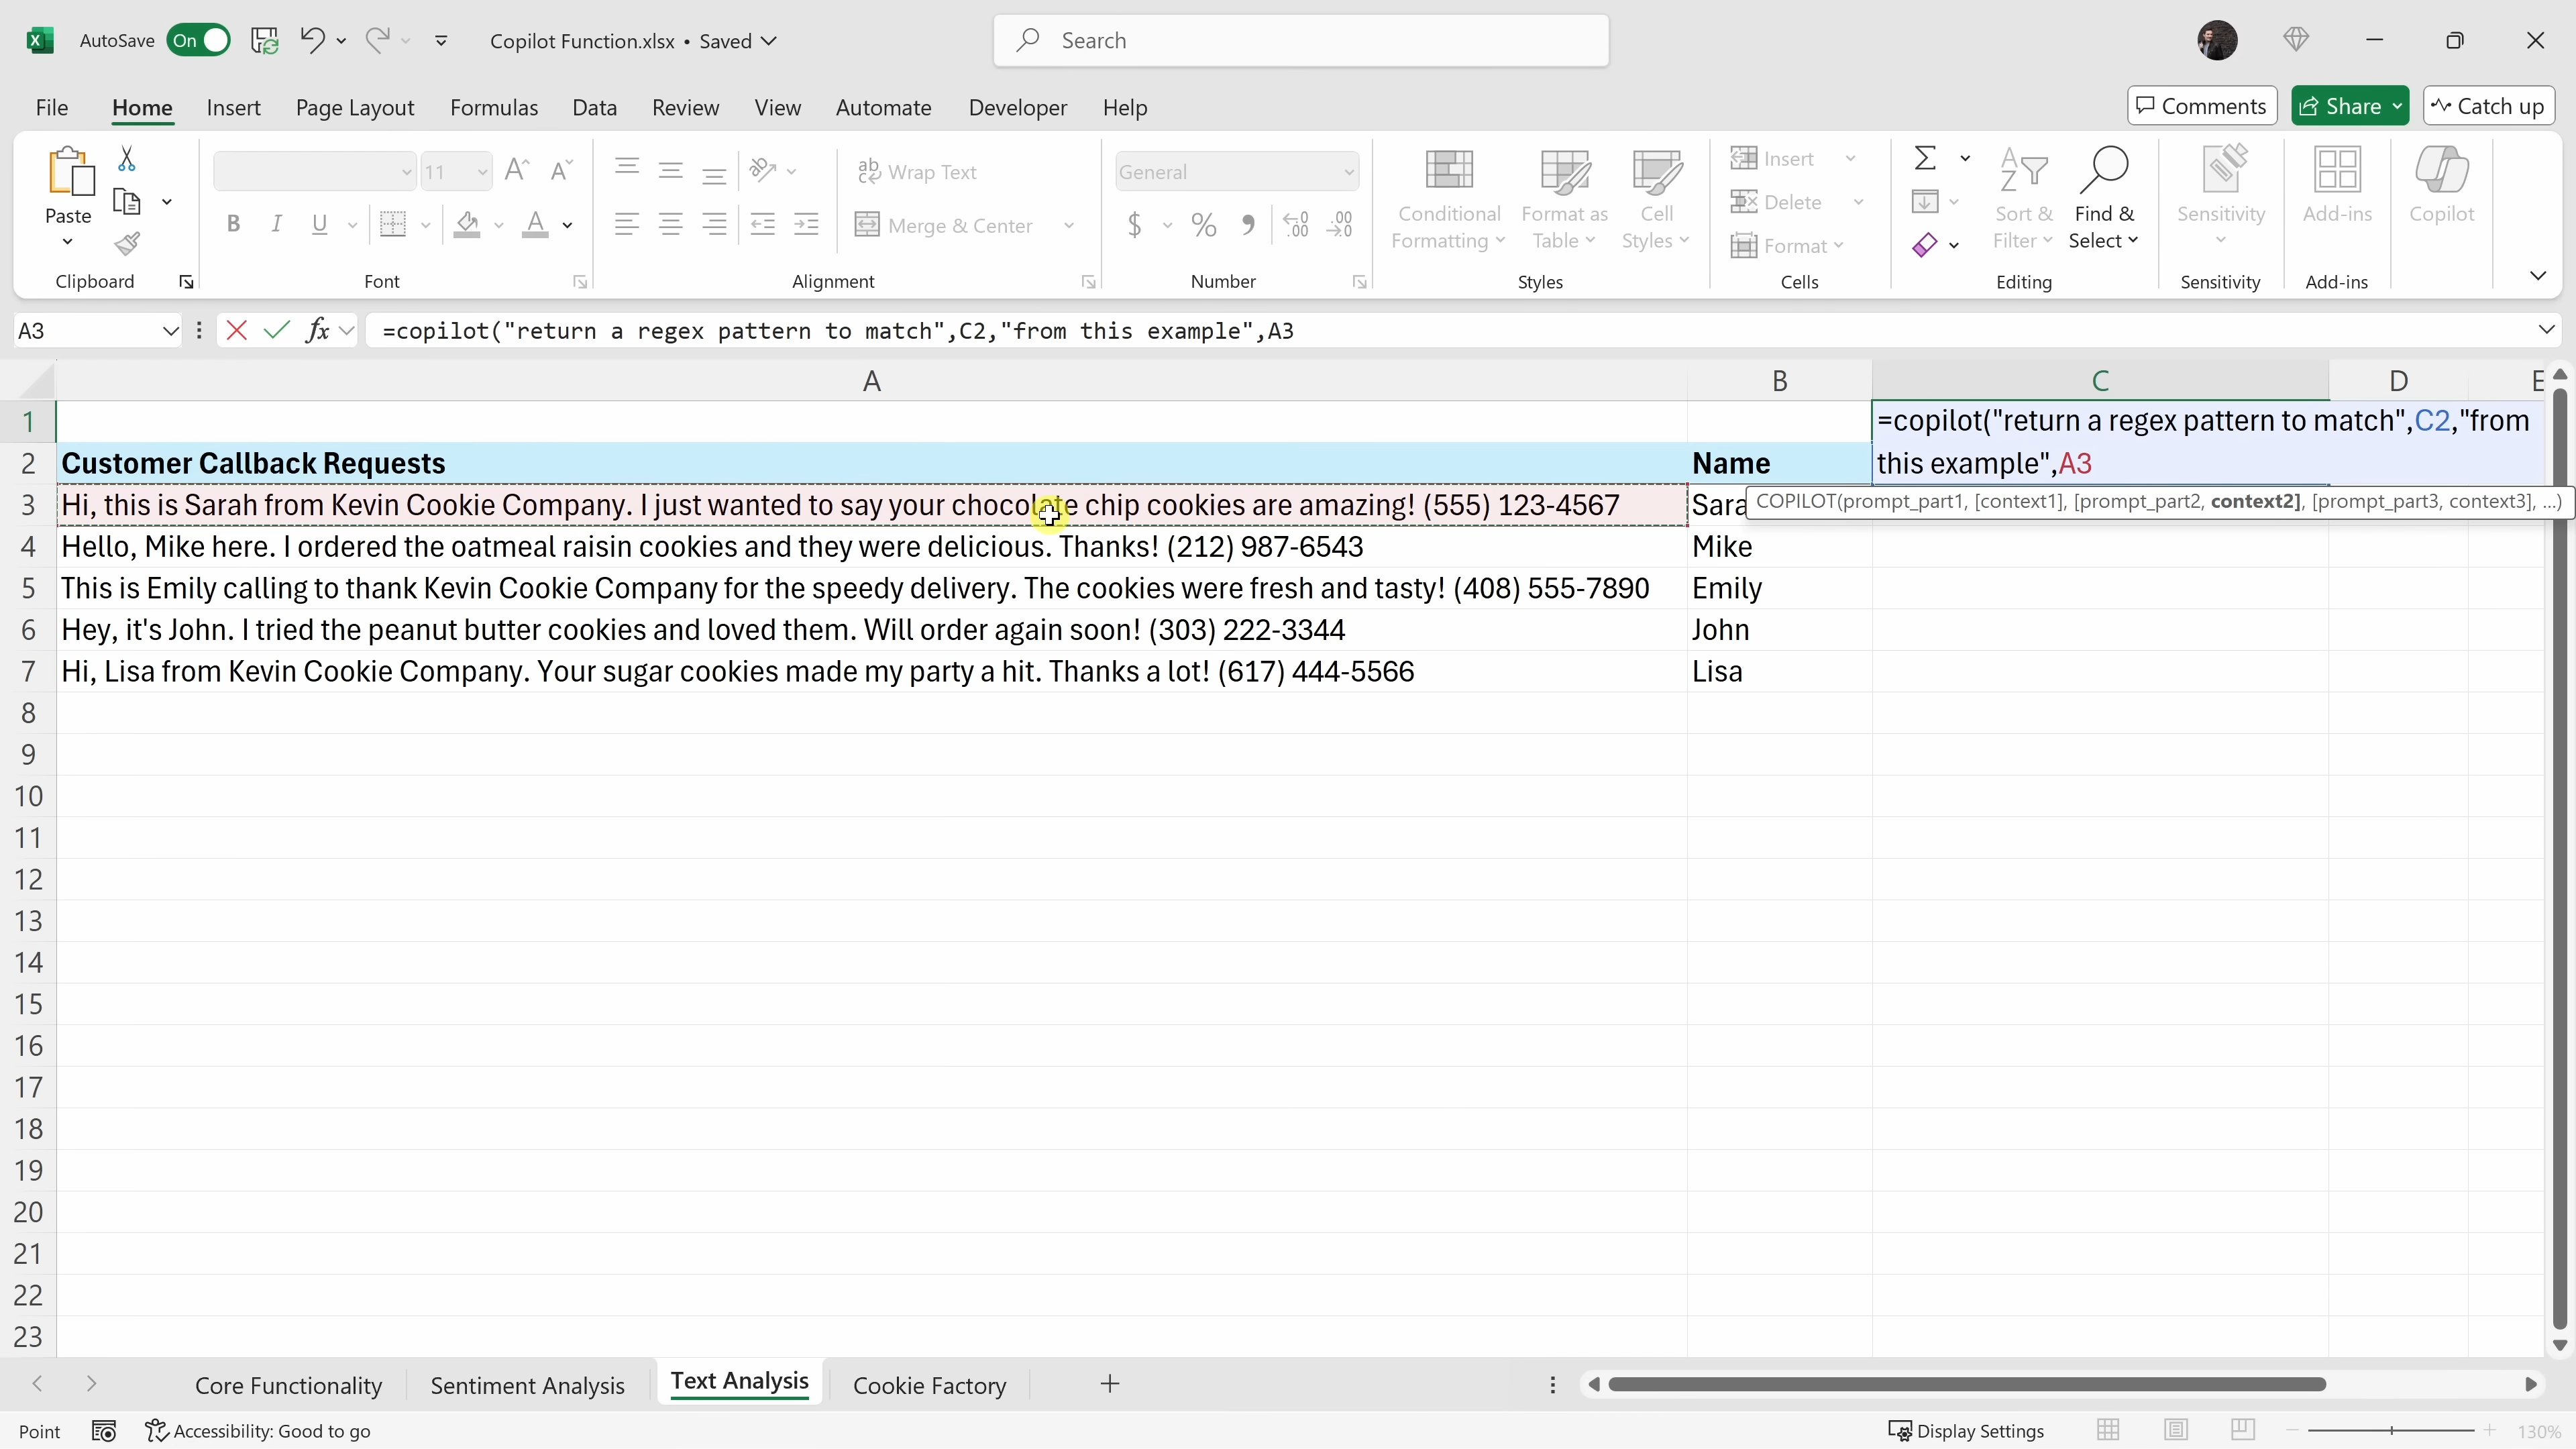 AutoSave On Copilot Function.xlsx • Saved Search
File Home Insert Page Layout Formulas Data Review View Automate Developer Help Comments Share Catch up
Paste 11 B I U ab Wrap Text Merge & Center General $ % Conditional Formatting Format as Table Cell Styles Insert Delete Format Sort & Filter Find & Select Sensitivity Add-ins Copilot
Clipboard Font Alignment Number Styles Cells Editing Sensitivity Add-ins
A3 fx =copilot("return a regex pattern to match",C2,"from this example",A3
A B C D E
1 =copilot("return a regex pattern to match",C2,"from
2 Customer Callback Requests Name this example",A3
3 Hi, this is Sarah from Kevin Cookie Company. I just wanted to say your chocolate chip cookies are amazing! (555) 123-4567 Sara COPILOT(prompt_part1, [context1], [prompt_part2, context2], [prompt_part3, context3], ...)
4 Hello, Mike here. I ordered the oatmeal raisin cookies and they were delicious. Thanks! (212) 987-6543 Mike
5 This is Emily calling to thank Kevin Cookie Company for the speedy delivery. The cookies were fresh and tasty! (408) 555-7890 Emily
6 Hey, it's John. I tried the peanut butter cookies and loved them. Will order again soon! (303) 222-3344 John
7 Hi, Lisa from Kevin Cookie Company. Your sugar cookies made my party a hit. Thanks a lot! (617) 444-5566 Lisa
8
9
10
11
12
13
14
15
16
17
18
19
20
21
22
23
Core Functionality Sentiment Analysis Text Analysis Cookie Factory
Point Accessibility: Good to go Display Settings 130%